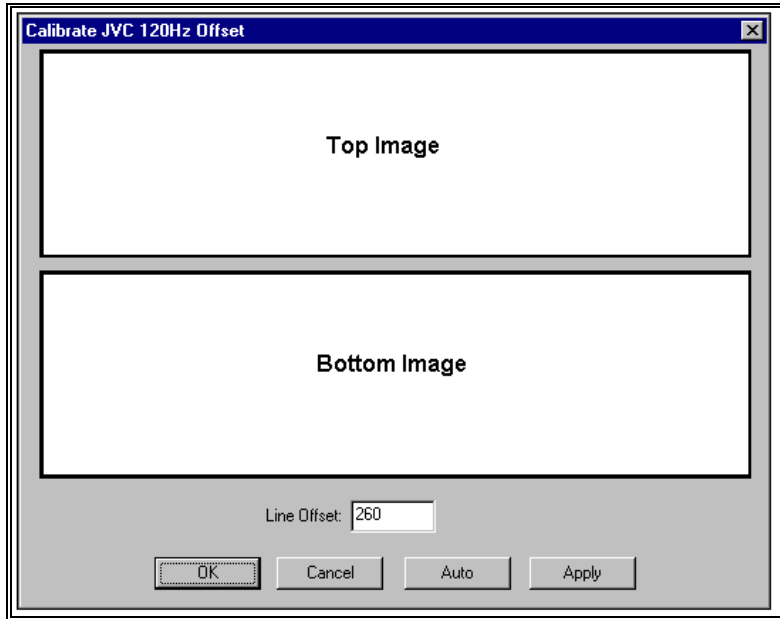 Calibrate JVC 120Hz Offset
Top Image
Bottom Image
Line Offset: 260
OK Cancel Auto Apply